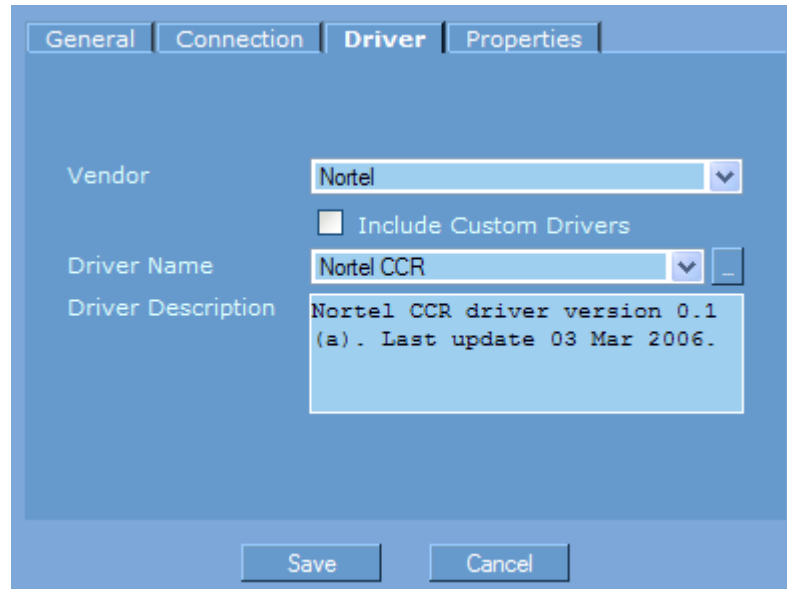 General Connection Driver Properties
Vendor Nortel
Include Custom Drivers
Driver Name Nortel CCR _
Driver Description Nortel CCR driver version 0.1
(a). Last update 03 Mar 2006.
Save Cancel